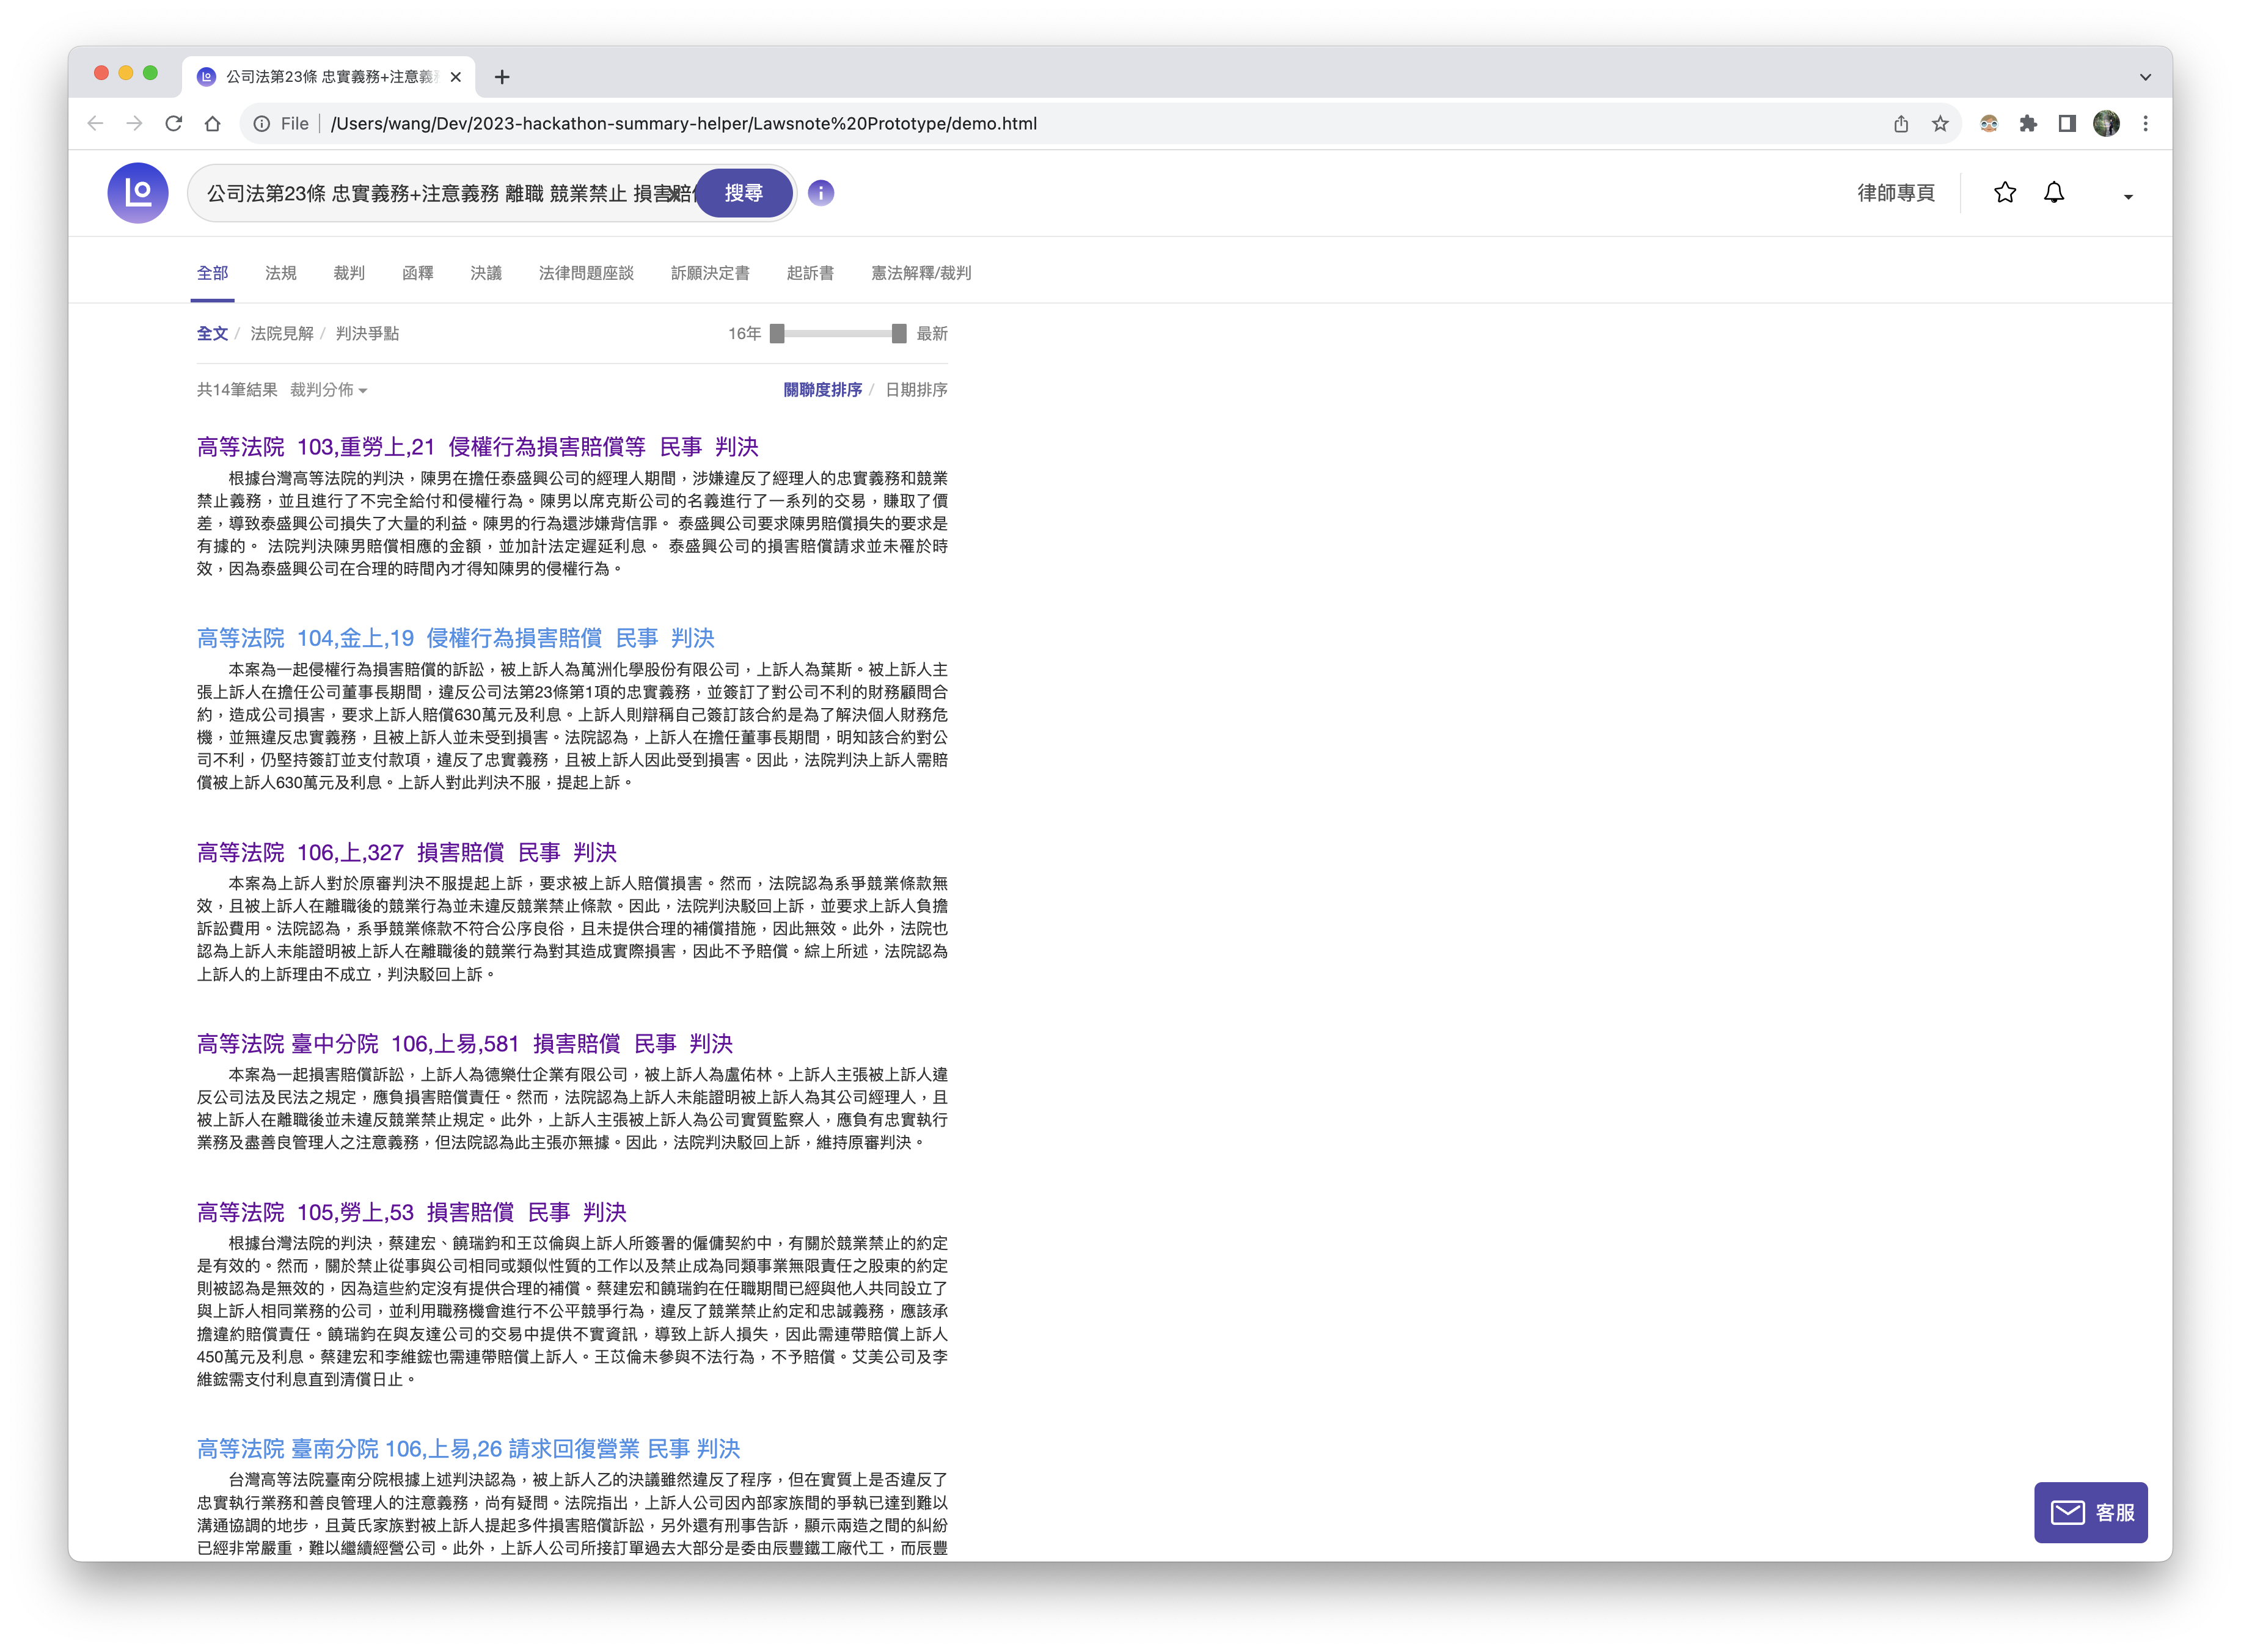 公司法第23條 忠實義務+注意義
File /Users/wang/Dev/2023-hackathon-summary-helper/Lawsnote%20Prototype/demo.html
公司法第23條 忠實義務+注意義務 離職 競業禁止 損害賠
搜尋
律師專頁
全部 法規 裁判 函釋 決議 法律問題座談 訴願決定書 起訴書 憲法解釋/裁判
全文 / 法院見解 / 判決爭點
16年 最新
共14筆結果 裁判分佈
關聯度排序 / 日期排序
高等法院 103,重勞上,21 侵權行為損害賠償等 民事 判決
根據台灣高等法院的判決，陳男在擔任泰盛興公司的經理人期間，涉嫌違反了經理人的忠實義務和競業
禁止義務，並且進行了不完全給付和侵權行為。陳男以席克斯公司的名義進行了一系列的交易，賺取了價
差，導致泰盛興公司損失了大量的利益。陳男的行為還涉嫌背信罪。 泰盛興公司要求陳男賠償損失的要求是
有據的。 法院判決陳男賠償相應的金額，並加計法定遲延利息。 泰盛興公司的損害賠償請求並未罹於時
效，因為泰盛興公司在合理的時間內才得知陳男的侵權行為。
高等法院 104,金上,19 侵權行為損害賠償 民事 判決
本案為一起侵權行為損害賠償的訴訟，被上訴人為萬洲化學股份有限公司，上訴人為葉斯。被上訴人主
張上訴人在擔任公司董事長期間，違反公司法第23條第1項的忠實義務，並簽訂了對公司不利的財務顧問合
約，造成公司損害，要求上訴人賠償630萬元及利息。上訴人則辯稱自己簽訂該合約是為了解決個人財務危
機，並無違反忠實義務，且被上訴人並未受到損害。法院認為，上訴人在擔任董事長期間，明知該合約對公
司不利，仍堅持簽訂並支付款項，違反了忠實義務，且被上訴人因此受到損害。因此，法院判決上訴人需賠
償被上訴人630萬元及利息。上訴人對此判決不服，提起上訴。
高等法院 106,上,327 損害賠償 民事 判決
本案為上訴人對於原審判決不服提起上訴，要求被上訴人賠償損害。然而，法院認為系爭競業條款無
效，且被上訴人在離職後的競業行為並未違反競業禁止條款。因此，法院判決駁回上訴，並要求上訴人負擔
訴訟費用。法院認為，系爭競業條款不符合公序良俗，且未提供合理的補償措施，因此無效。此外，法院也
認為上訴人未能證明被上訴人在離職後的競業行為對其造成實際損害，因此不予賠償。綜上所述，法院認為
上訴人的上訴理由不成立，判決駁回上訴。
高等法院 臺中分院 106,上易,581 損害賠償 民事 判決
本案為一起損害賠償訴訟，上訴人為德樂仕企業有限公司，被上訴人為盧佑林。上訴人主張被上訴人違
反公司法及民法之規定，應負損害賠償責任。然而，法院認為上訴人未能證明被上訴人為其公司經理人，且
被上訴人在離職後並未違反競業禁止規定。此外，上訴人主張被上訴人為公司實質監察人，應負有忠實執行
業務及盡善良管理人之注意義務，但法院認為此主張亦無據。因此，法院判決駁回上訴，維持原審判決。
高等法院 105,勞上,53 損害賠償 民事 判決
根據台灣法院的判決，蔡建宏、饒瑞鈞和王苡倫與上訴人所簽署的僱傭契約中，有關於競業禁止的約定
是有效的。然而，關於禁止從事與公司相同或類似性質的工作以及禁止成為同類事業無限責任之股東的約定
則被認為是無效的，因為這些約定沒有提供合理的補償。蔡建宏和饒瑞鈞在任職期間已經與他人共同設立了
與上訴人相同業務的公司，並利用職務機會進行不公平競爭行為，違反了競業禁止約定和忠誠義務，應該承
擔違約賠償責任。饒瑞鈞在與友達公司的交易中提供不實資訊，導致上訴人損失，因此需連帶賠償上訴人
450萬元及利息。蔡建宏和李維鋐也需連帶賠償上訴人。王苡倫未參與不法行為，不予賠償。艾美公司及李
維鋐需支付利息直到清償日止。
高等法院 臺南分院 106,上易,26 請求回復營業 民事 判決
台灣高等法院臺南分院根據上述判決認為，被上訴人乙的決議雖然違反了程序，但在實質上是否違反了
忠實執行業務和善良管理人的注意義務，尚有疑問。法院指出，上訴人公司因內部家族間的爭執已達到難以
溝通協調的地步，且黃氏家族對被上訴人提起多件損害賠償訴訟，另外還有刑事告訴，顯示兩造之間的糾紛
已經非常嚴重，難以繼續經營公司。此外，上訴人公司所接訂單過去大部分是委由辰豐鐵工廠代工，而辰豐
客服